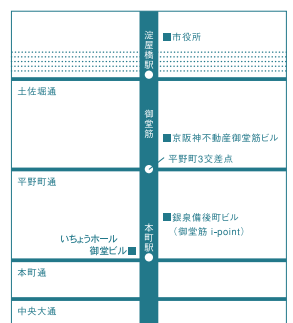 淀屋橋駅
市役所
土佐堀通
御堂筋
京阪神不動産御堂筋ビル
平野町3交差点
平野町通
本町駅
銀泉備後町ビル
（御堂筋 i-point）
いちょうホール
御堂ビル
本町通
中央大通